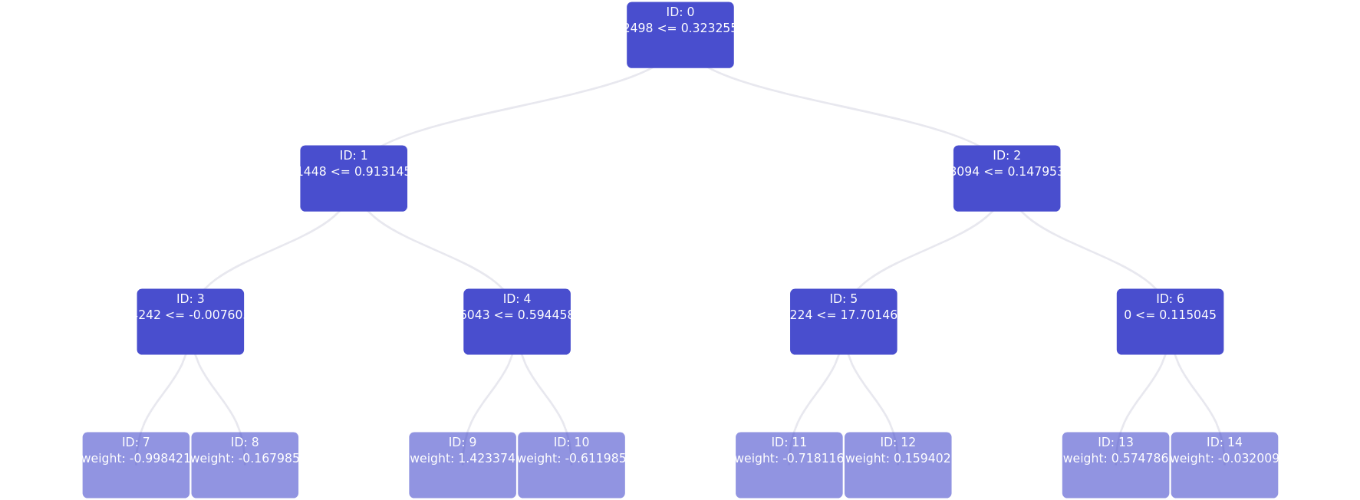 ID: 0
2498 <= 0.323255
ID: 1
1448 <= 0.913145
ID: 2
3094 <= 0.147953
ID: 3
242 <= -0.00760
ID: 4
6043 <= 0.594458
ID: 5
224 <= 17.70146
ID: 6
0 <= 0.115045
ID: 7
weight: -0.998421
ID: 8
weight: -0.167985
ID: 9
weight: 1.423374
ID: 10
weight: -0.611985
ID: 11
weight: -0.718116
ID: 12
weight: 0.159402
ID: 13
weight: 0.574786
ID: 14
weight: -0.032009